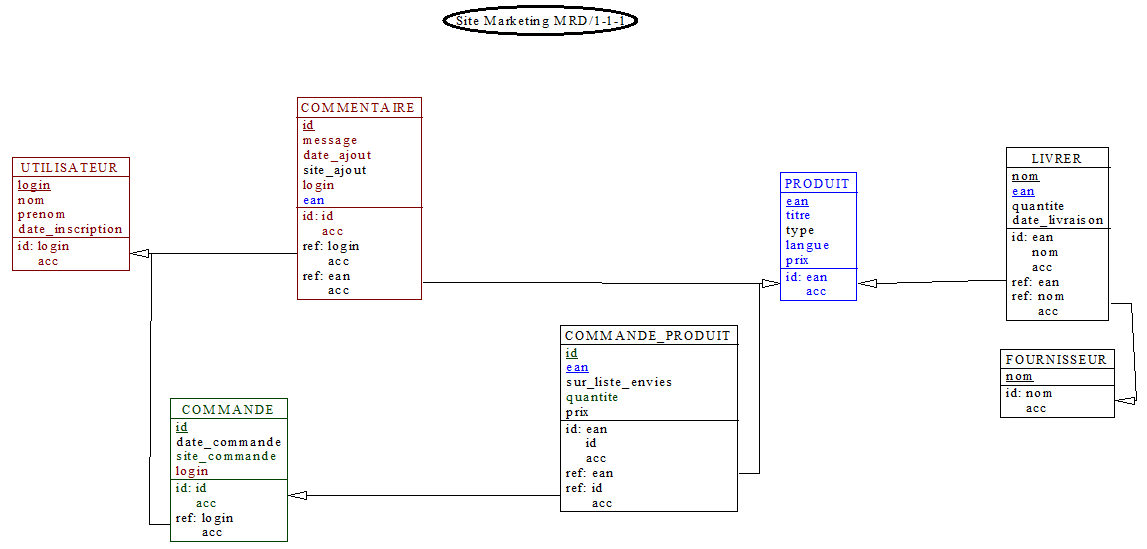 Site Marketing MRD/1-1-1
COMMENTAIRE
id
message
date_ajout
site_ajout
login
ean
id: id
acc
ref: login
acc
ref: ean
acc
UTILISATEUR
login
nom
prenom
date_inscription
id: login
acc
PRODUIT
ean
titre
type
langue
prix
id: ean
acc
LIVRER
nom
ean
quantite
date_livraison
id: ean
nom
acc
ref: ean
ref: nom
acc
COMMANDE_PRODUIT
id
ean
sur_liste_envies
quantite
prix
id: ean
id
acc
ref: ean
ref: id
acc
FOURNISSEUR
nom
id: nom
acc
COMMANDE
id
date_commande
site_commande
login
id: id
acc
ref: login
acc